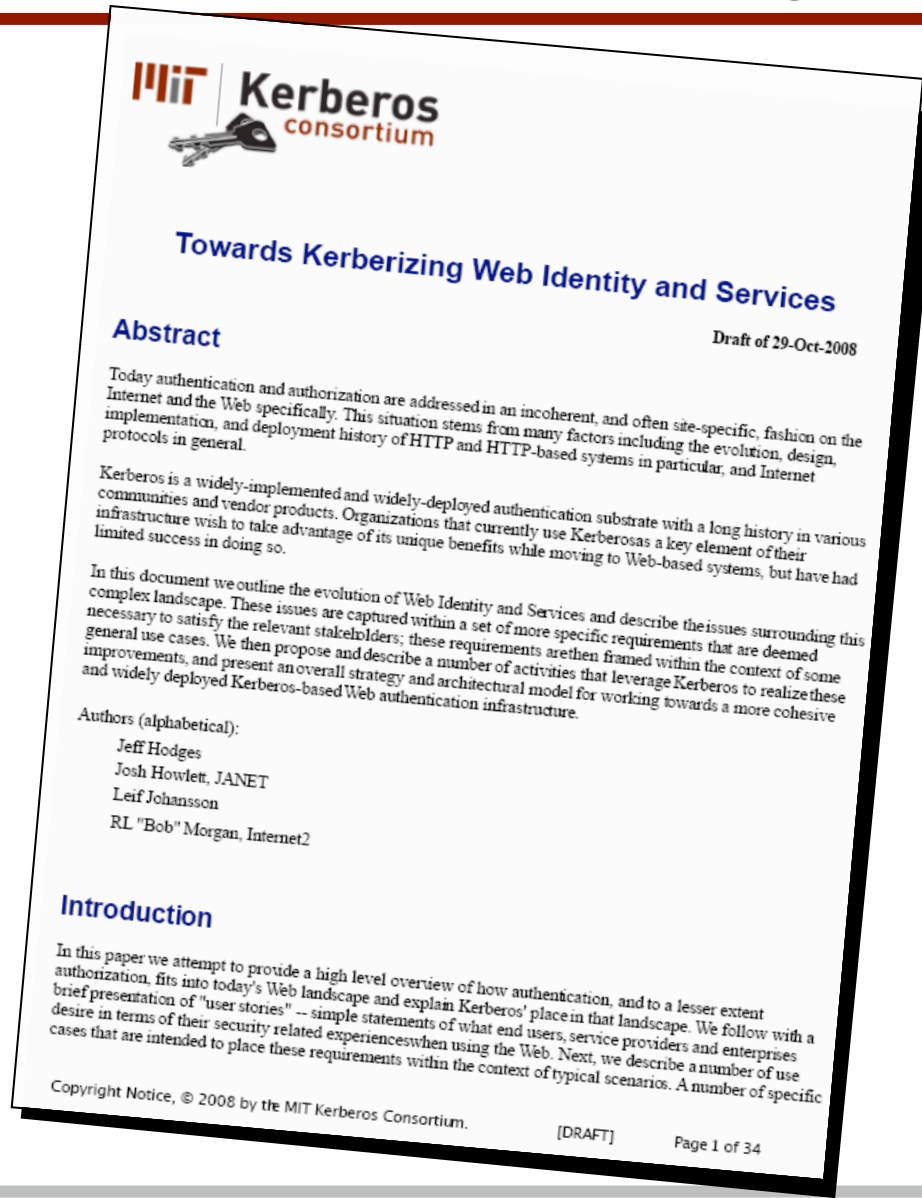 MIT Kerberos
consortium
Towards Kerberizing Web Identity and Services
Draft of 29-Oct-2008
Abstract
Today authentication and authorization are addressed in an incoherent, and often site-specific, fashion on the
Internet and the Web specifically. This situation stems from many factors including the evolution, design,
implementation, and deployment history of HTTP and HTTP-based systems in particular, and Internet
protocols in general.
Kerberos is a widely-implemented and widely-deployed authentication substrate with a long history in various
communities and vendor products. Organizations that currently use Kerberosas a key element of their
infrastructure wish to take advantage of its unique benefits while moving to Web-based systems, but have had
limited success in doing so.
In this document we outline the evolution of Web Identity and Services and describe the issues surrounding this
complex landscape. These issues are captured within a set of more specific requirements that are deemed
necessary to satisfy the relevant stakeholders; these requirements arethen framed within the context of some
general use cases. We then propose and describe a number of activities that leverage Kerberos to realize these
improvements, and present an overall strategy and architectural model for working towards a more cohesive
and widely deployed Kerberos-based Web authentication infrastructure.
Authors (alphabetical):
Jeff Hodges
Josh Howlett, JANET
Leif Johansson
RL "Bob" Morgan, Internet2
Introduction
In this paper we attempt to provide a high level overview of how authentication, and to a lesser extent
authorization, fits into today's Web landscape and explain Kerberos' place in that landscape. We follow with a
brief presentation of "user stories" -- simple statements of what end users, service providers and enterprises
desire in terms of their security related experienceswhen using the Web. Next, we describe a number of use
cases that are intended to place these requirements within the context of typical scenarios. A number of specific
Copyright Notice, © 2008 by the MIT Kerberos Consortium.
[DRAFT]
Page 1 of 34